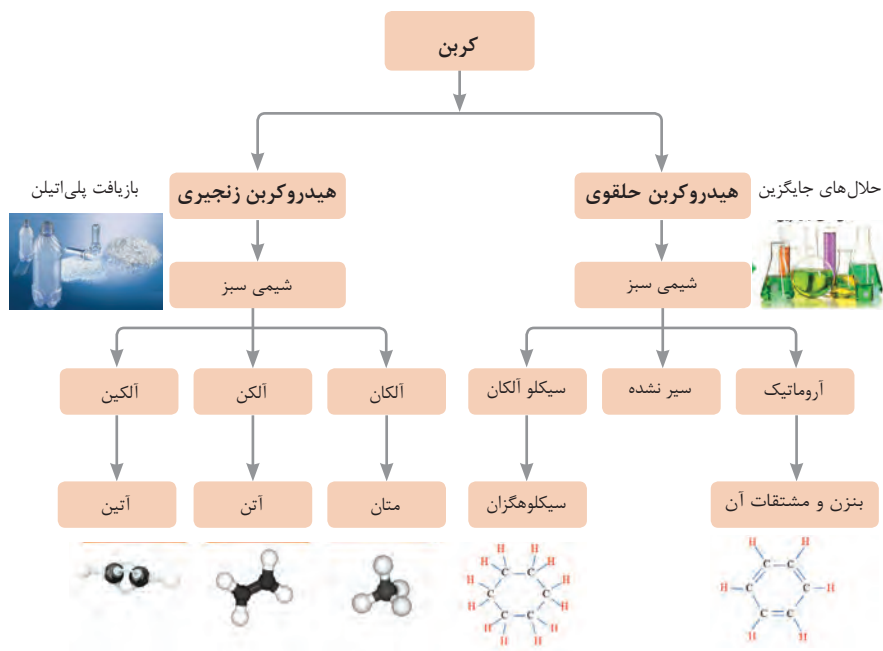 کربن
هیدروکربن حلقوی
هیدروکربن زنجیری
حلال‌های جایگزین
بازیافت پلی‌اتیلن
شیمی سبز
شیمی سبز
آروماتیک
سیر نشده
سیکلو آلکان
آلکان
آلکن
آلکین
بنزن و مشتقات آن
سیکلوهگزان
متان
آتن
آتین
H H H H
H C C H
H C C H
H C C H
H H H H
H H
C C
H C C H
C C
H H